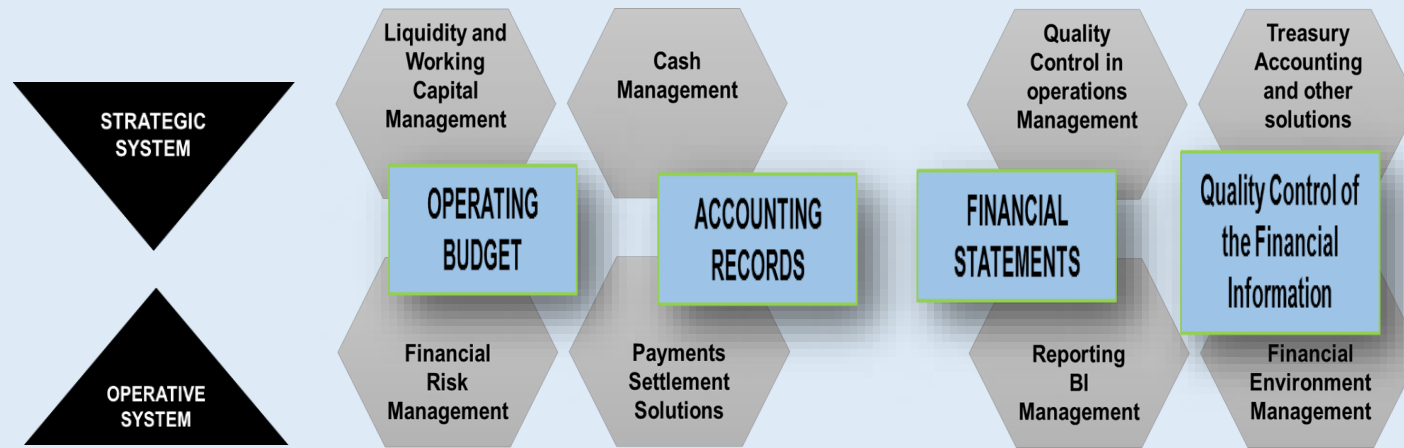 STRATEGIC
SYSTEM
Liquidity and
Working
Capital
Management
Cash
Management
Quality
Control in
operations
Management
Treasury
Accounting
and other
solutions
OPERATING
BUDGET
ACCOUNTING
RECORDS
FINANCIAL
STATEMENTS
Quality Control of
the Financial
Information
OPERATIVE
SYSTEM
Financial
Risk
Management
Payments
Settlement
Solutions
Reporting
BI
Management
Financial
Environment
Management